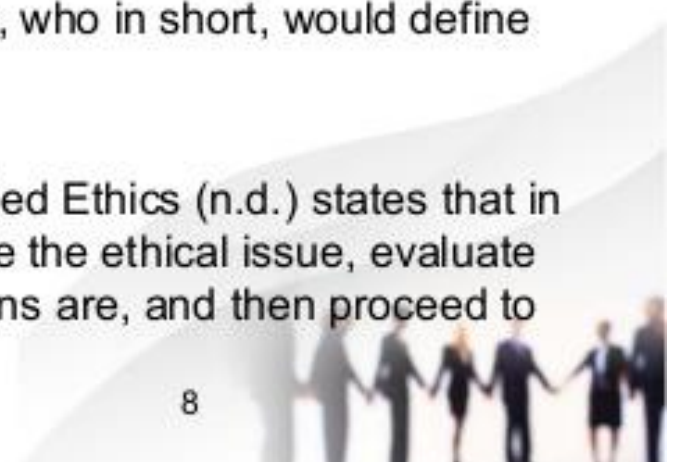 , who in short, would define
ed Ethics (n.d.) states that in
e the ethical issue, evaluate
ns are, and then proceed to
8